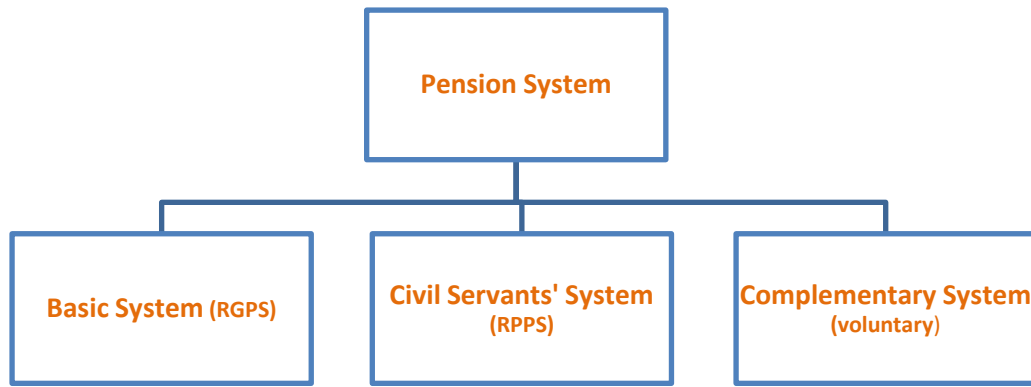 Pension System
Basic System (RGPS)
Civil Servants' System
(RPPS)
Complementary System
(voluntary)